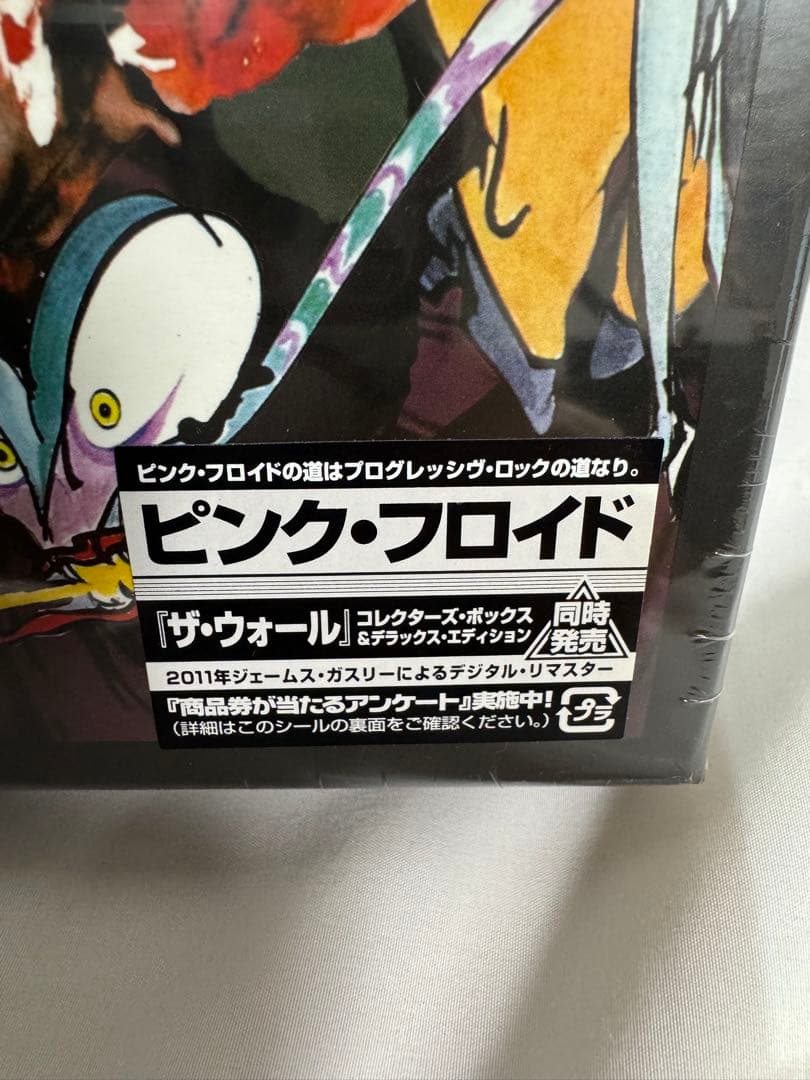 ピンク・フロイドの道はプログレッシヴ・ロックの道なり。
ピンク・フロイド
『ザ・ウォール』コレクターズ・ボックス
&デラックス・エディション
同時
発売
2011年ジェームス・ガスリーによるデジタル・リマスター
『商品券が当たるアンケート』実施中!
(詳細はこのシールの裏面をご確認ください。)
プラ